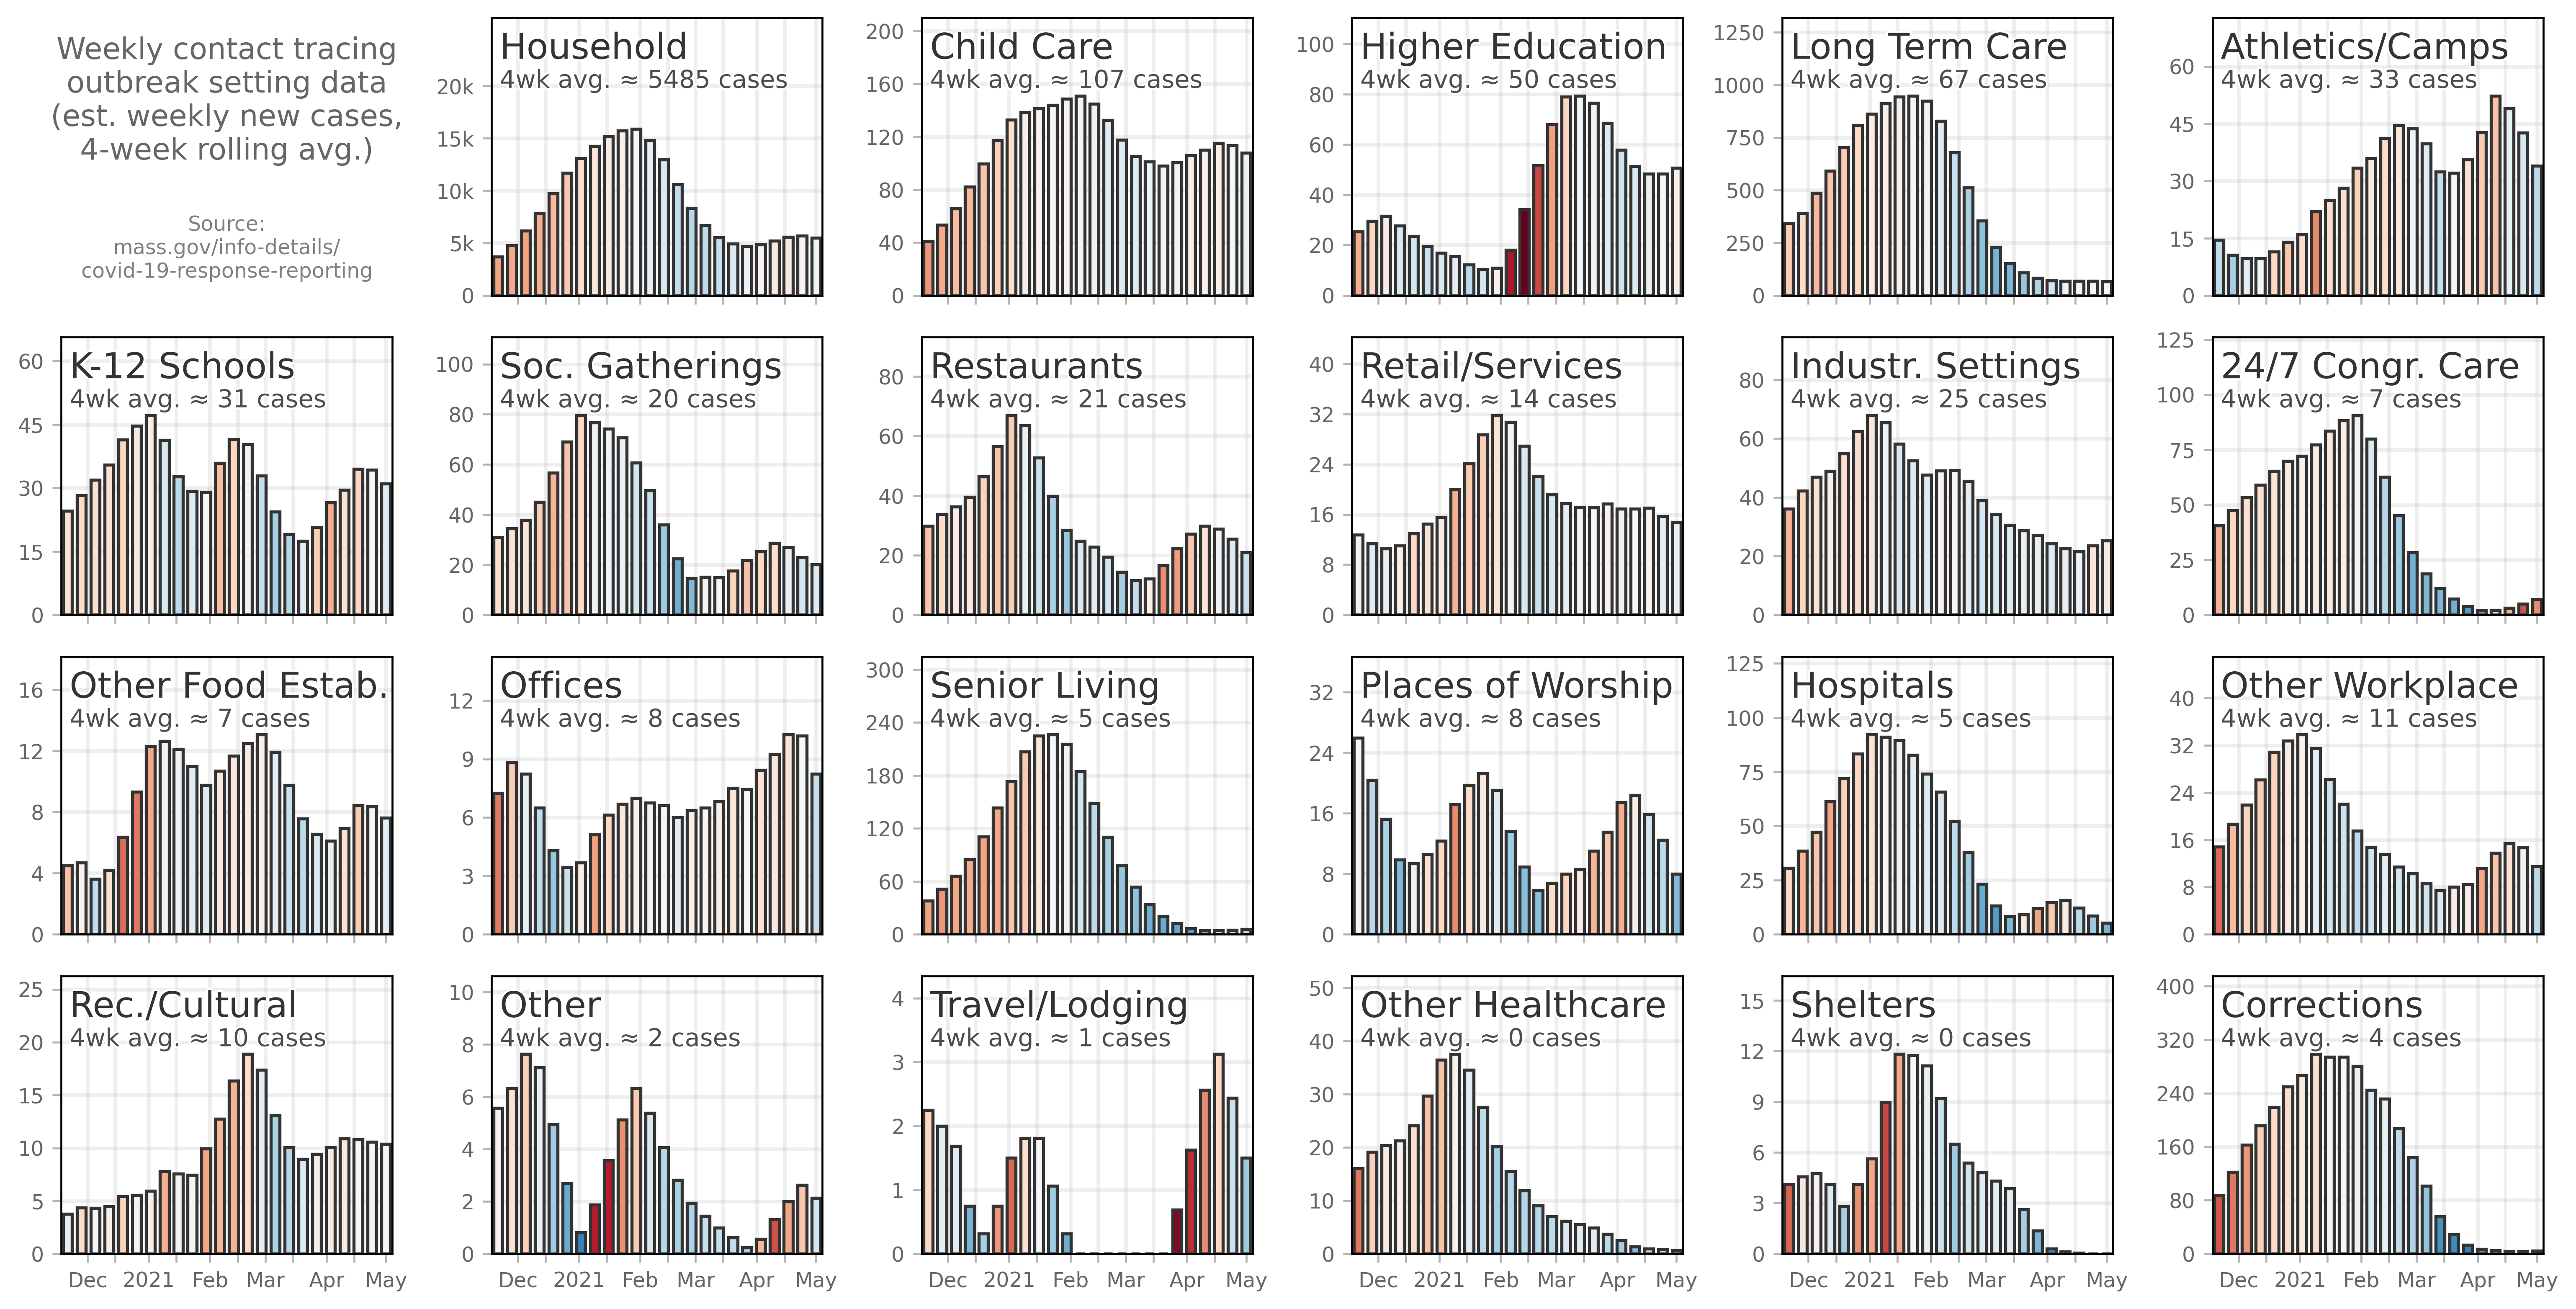 Weekly contact tracing
outbreak setting data
(est. weekly new cases,
4-week rolling avg.)
Source:
mass.gov/info-details/
covid-19-response-reporting
Household
4wk avg. ≈ 5485 cases
20k
15k
10k
5k
0
Child Care
4wk avg. ≈ 107 cases
200
160
120
80
40
0
Higher Education
4wk avg. ≈ 50 cases
100
80
60
40
20
0
Long Term Care
4wk avg. ≈ 67 cases
1250
1000
750
500
250
0
Athletics/Camps
4wk avg. ≈ 33 cases
60
45
30
15
0
K-12 Schools
4wk avg. ≈ 31 cases
60
45
30
15
0
Soc. Gatherings
4wk avg. ≈ 20 cases
100
80
60
40
20
0
Restaurants
4wk avg. ≈ 21 cases
80
60
40
20
0
Retail/Services
4wk avg. ≈ 14 cases
40
32
24
16
8
0
Industr. Settings
4wk avg. ≈ 25 cases
80
60
40
20
0
24/7 Congr. Care
4wk avg. ≈ 7 cases
125
100
75
50
25
0
Other Food Estab.
4wk avg. ≈ 7 cases
16
12
8
4
0
Offices
4wk avg. ≈ 8 cases
12
9
6
3
0
Senior Living
4wk avg. ≈ 5 cases
300
240
180
120
60
0
Places of Worship
4wk avg. ≈ 8 cases
32
24
16
8
0
Hospitals
4wk avg. ≈ 5 cases
125
100
75
50
25
0
Other Workplace
4wk avg. ≈ 11 cases
40
32
24
16
8
0
Rec./Cultural
4wk avg. ≈ 10 cases
25
20
15
10
5
0
Dec 2021 Feb Mar Apr May
Other
4wk avg. ≈ 2 cases
10
8
6
4
2
0
Dec 2021 Feb Mar Apr May
Travel/Lodging
4wk avg. ≈ 1 cases
4
3
2
1
0
Dec 2021 Feb Mar Apr May
Other Healthcare
4wk avg. ≈ 0 cases
50
40
30
20
10
0
Dec 2021 Feb Mar Apr May
Shelters
4wk avg. ≈ 0 cases
15
12
9
6
3
0
Dec 2021 Feb Mar Apr May
Corrections
4wk avg. ≈ 4 cases
400
320
240
160
80
0
Dec 2021 Feb Mar Apr May